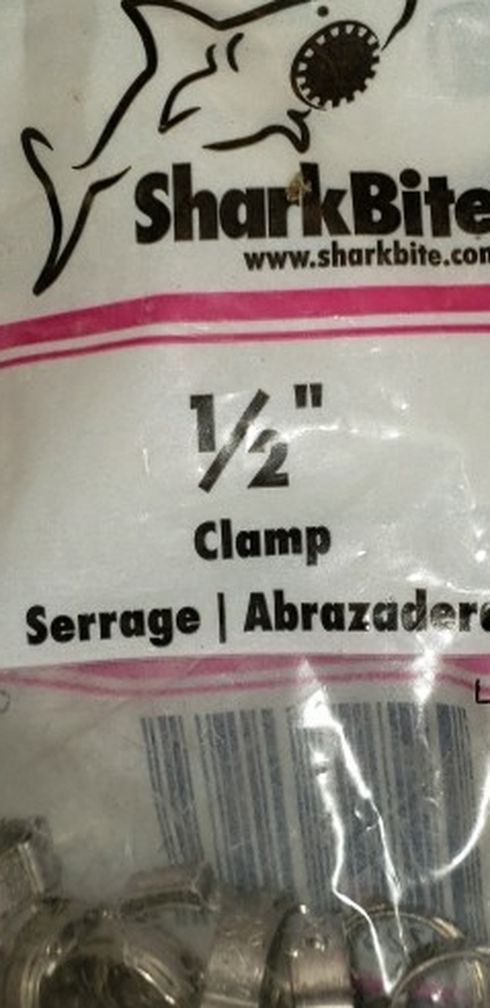 SharkBite
www.sharkbite.com
1/2"
Clamp
Serrage | Abrazadera